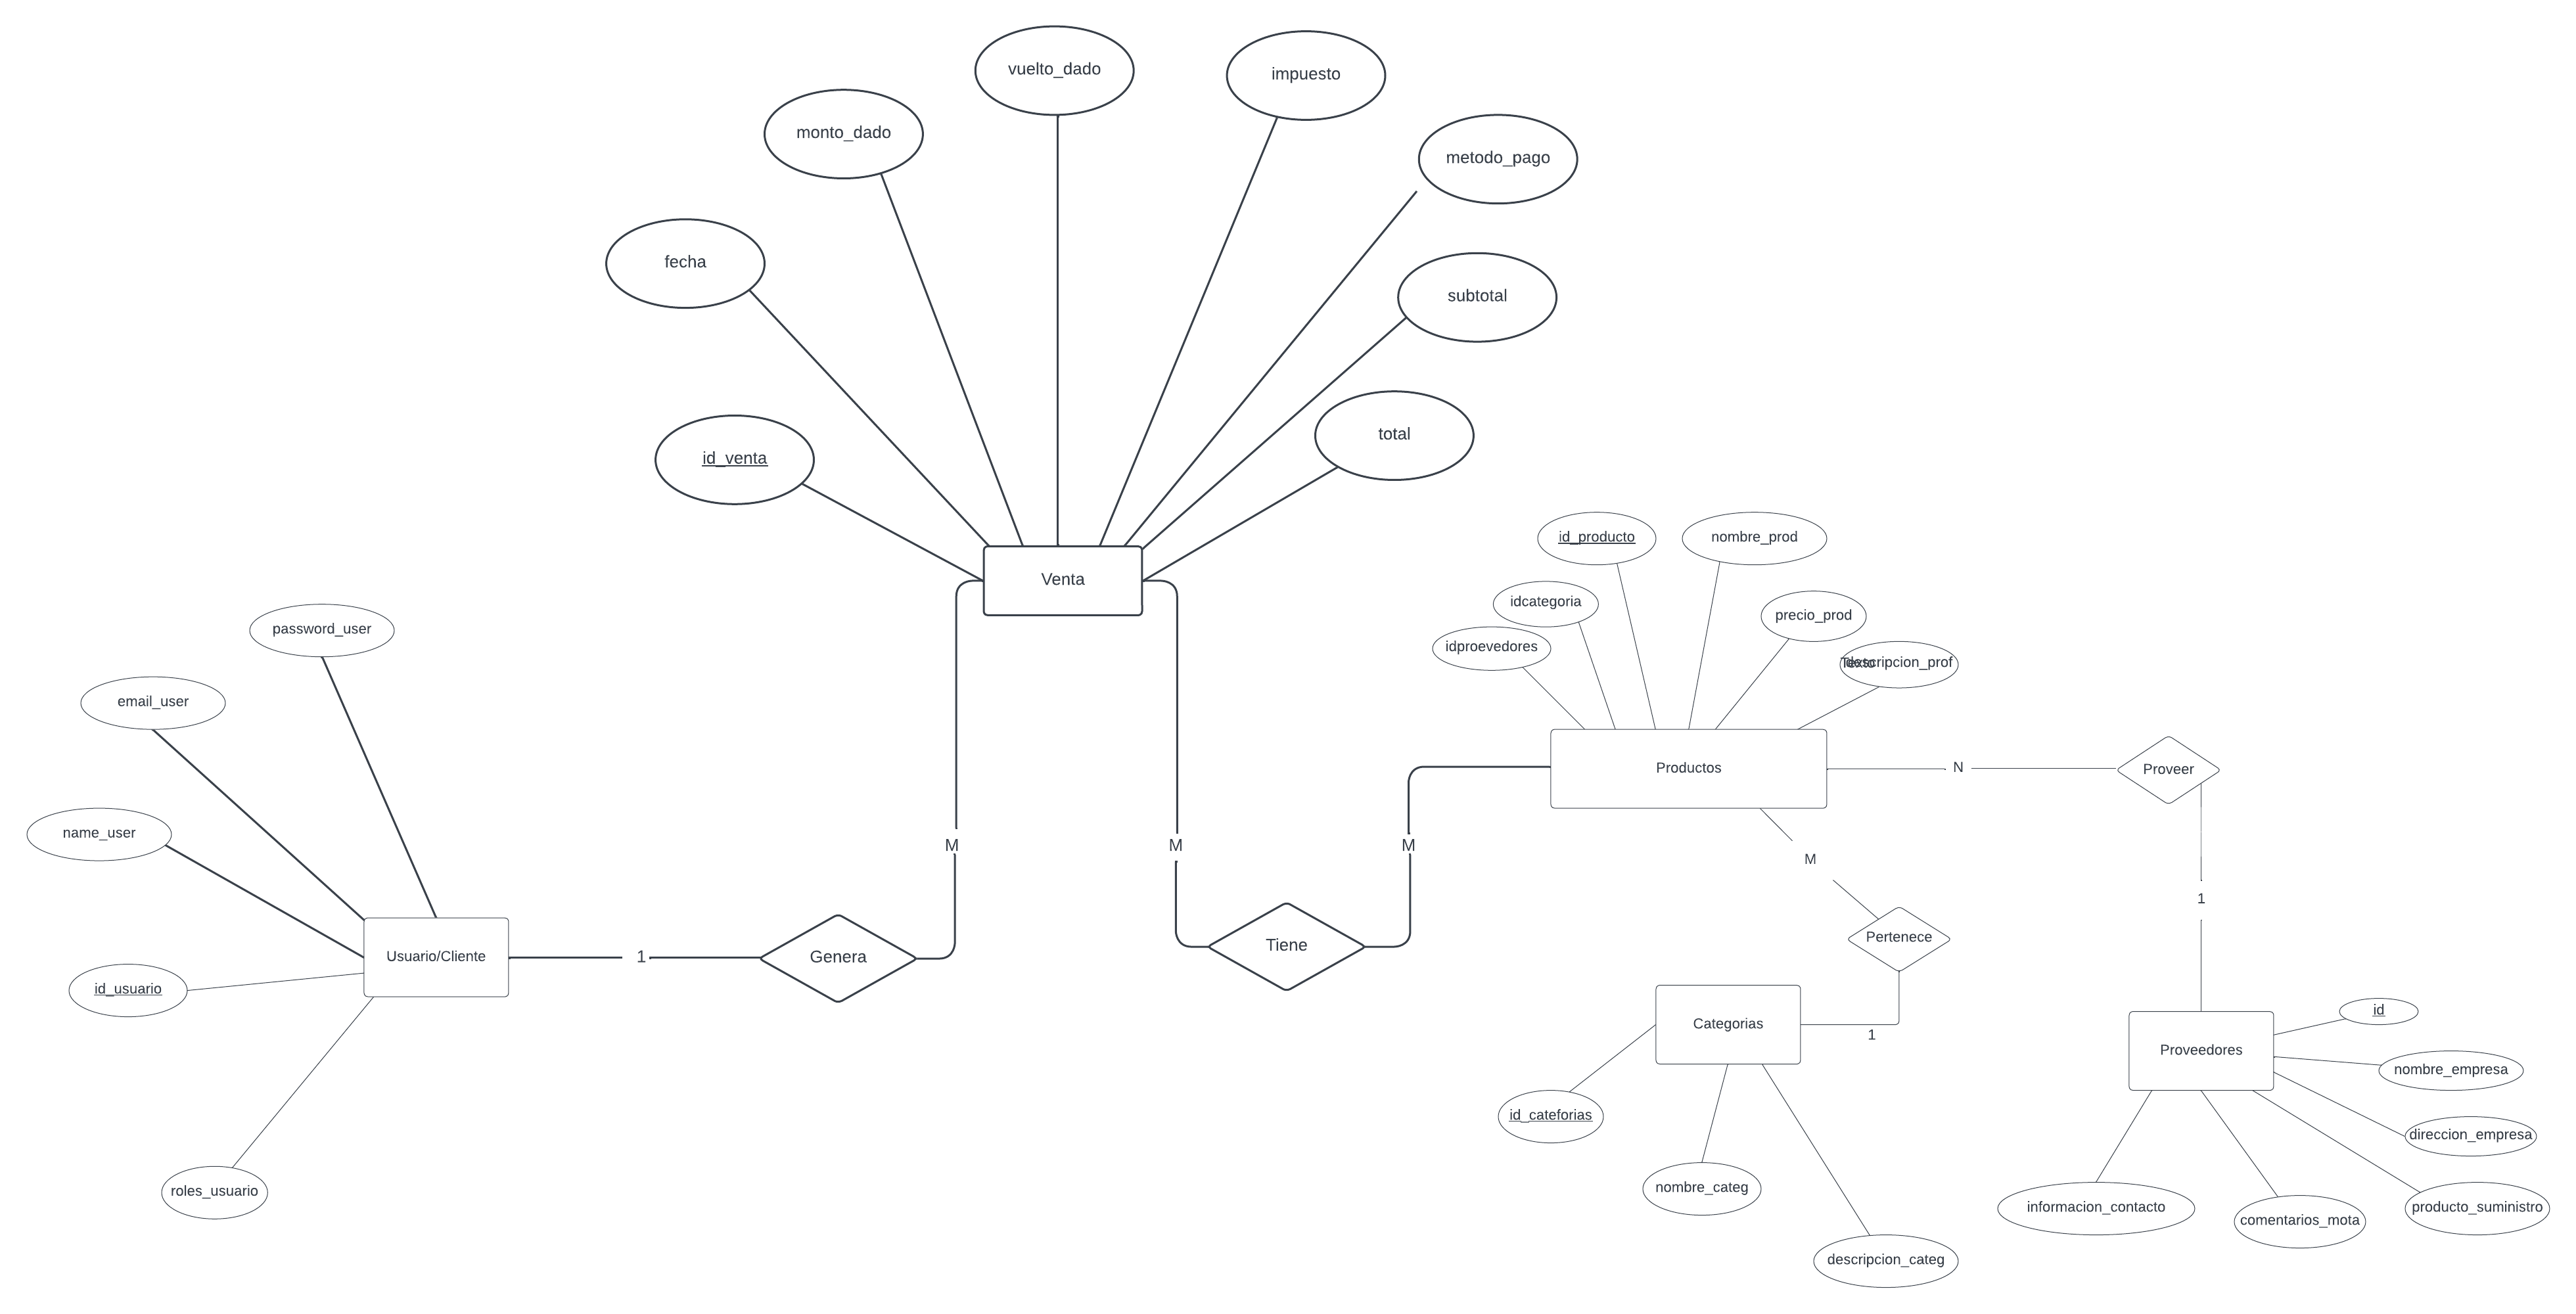 vuelto_dado
impuesto
monto_dado
metodo_pago
fecha
subtotal
total
id_venta
Venta
id_producto
nombre_prod
idcategoria
precio_prod
idproevedores
Texto
descripcion_prof
password_user
email_user
name_user
Productos
N
Proveer
M
M
M
M
1
Usuario/Cliente
1
Genera
Tiene
Pertenece
id_usuario
Categorias
1
Proveedores
id
nombre_empresa
id_cateforias
direccion_empresa
roles_usuario
nombre_categ
informacion_contacto
comentarios_mota
producto_suministro
descripcion_categ